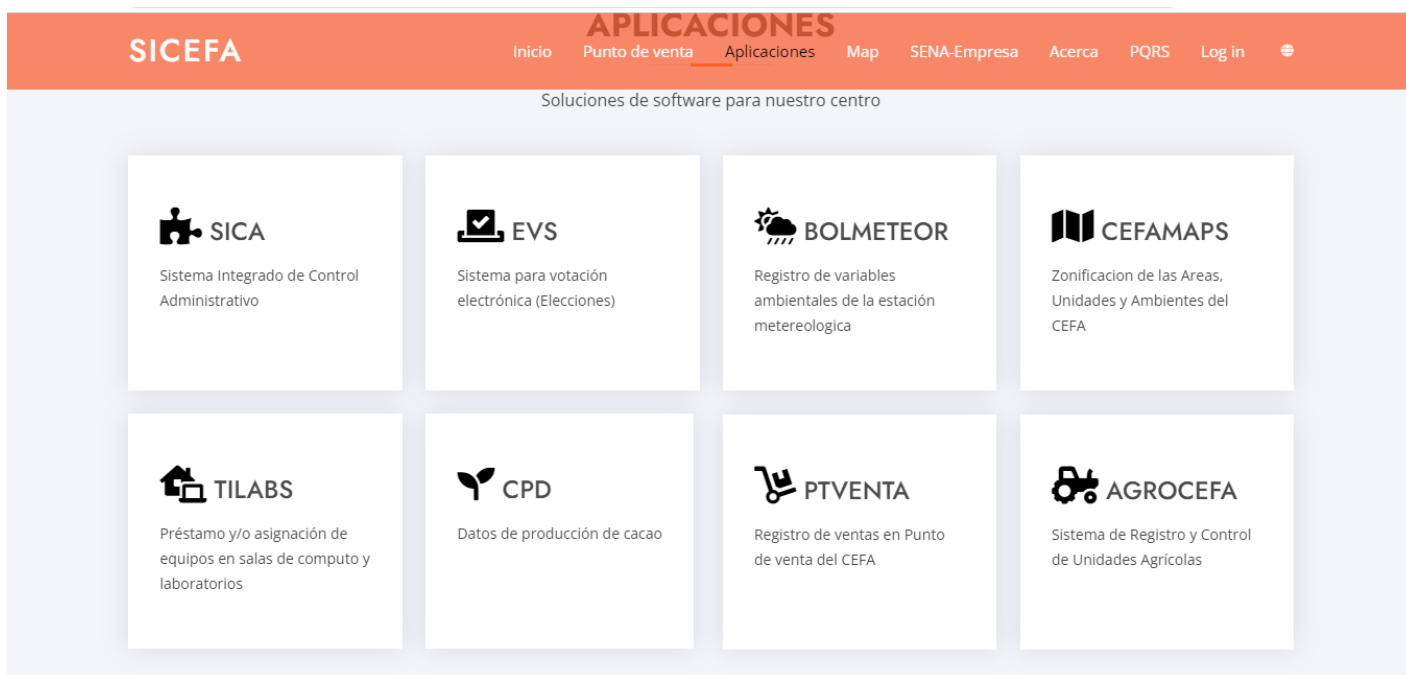 APLICACIONES
SICEFA
Inicio Punto de venta Aplicaciones Map SENA-Empresa Acerca PQRS Log in
Soluciones de software para nuestro centro
SICA
Sistema Integrado de Control
Administrativo
EVS
Sistema para votación
electrónica (Elecciones)
BOLMETEOR
Registro de variables
ambientales de la estación
metereologica
CEFAMAPS
Zonificacion de las Areas,
Unidades y Ambientes del
CEFA
TILABS
Préstamo y/o asignación de
equipos en salas de computo y
laboratorios
CPD
Datos de producción de cacao
PTVENTA
Registro de ventas en Punto
de venta del CEFA
AGROCEFA
Sistema de Registro y Control
de Unidades Agrícolas